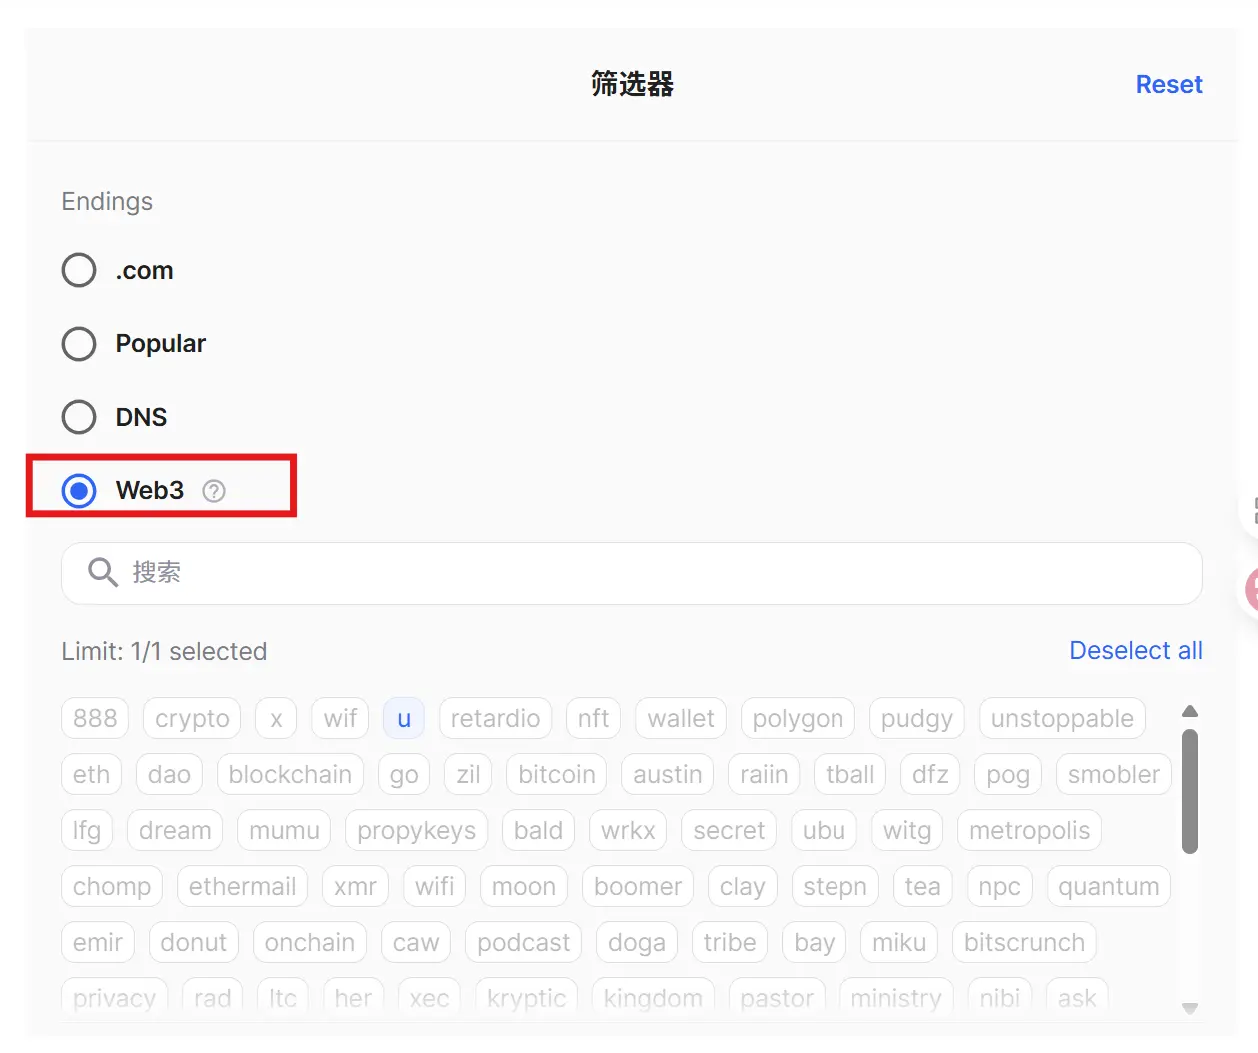 筛选器
Reset
Endings
.com
Popular
DNS
Web3 ?
搜索
Limit: 1/1 selected
Deselect all
888 crypto x wif u retardio nft wallet polygon pudgy unstoppable
eth dao blockchain go zil bitcoin austin raiin tball dfz pog smobler
lfg dream mumu propykeys bald wrkx secret ubu witg metropolis
chomp ethermail xmr wifi moon boomer clay stepn tea npc quantum
emir donut onchain caw podcast doga tribe bay miku bitscrunch
privacy rad ltc her xec kryptic kingdom pastor ministry nibi ask